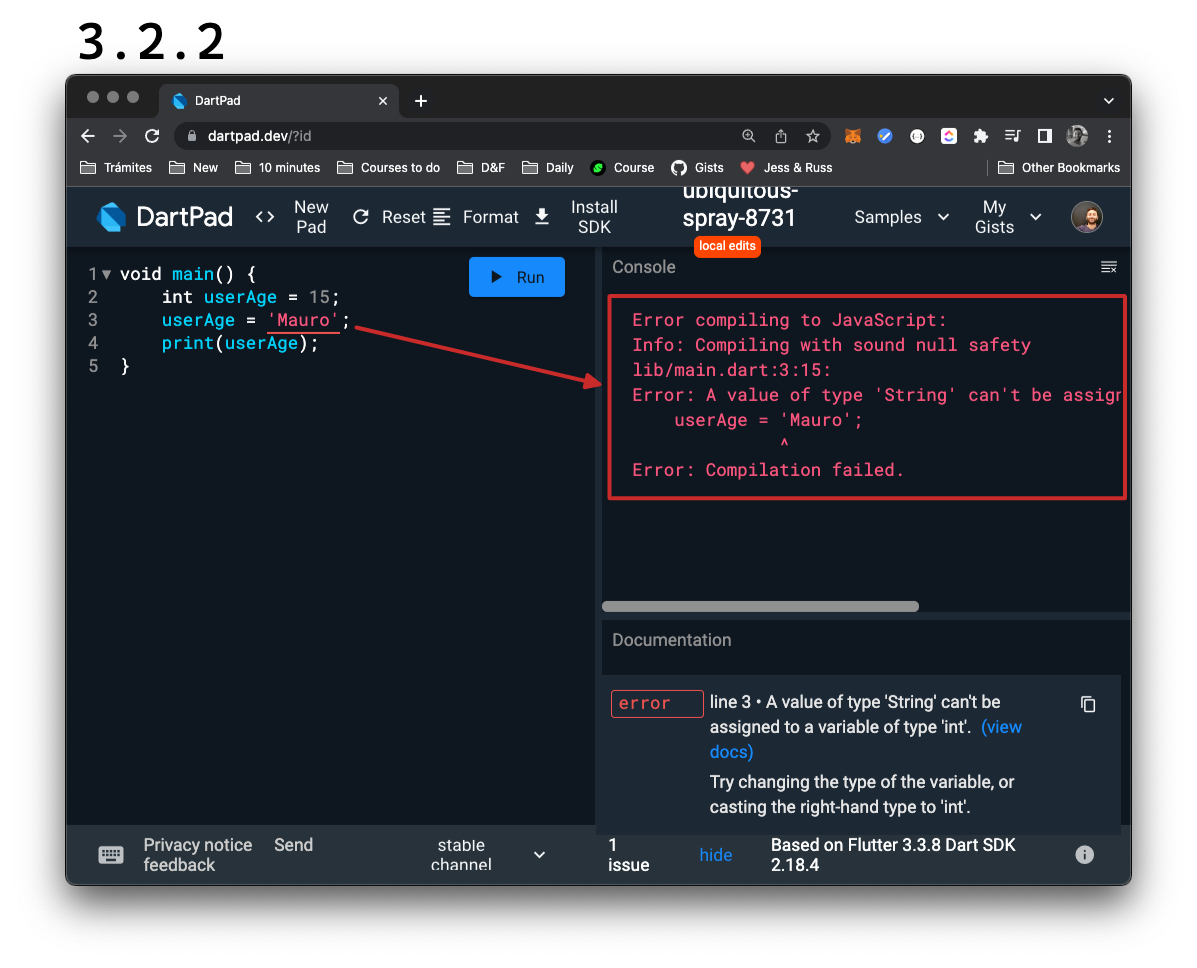 3.2.2
DartPad
dartpad.dev/?id
Trámites New 10 minutes Courses to do D&F Daily Course Gists Jess & Russ Other Bookmarks
DartPad
<> New Pad
Reset
Format
Install SDK
ubiquitous-
spray-8731
local edits
Samples
My Gists
1 void main() {
2 int userAge = 15;
3 userAge = 'Mauro';
4 print(userAge);
5 }
Run
Console
Error compiling to JavaScript:
Info: Compiling with sound null safety
lib/main.dart:3:15:
Error: A value of type 'String' can't be assign
userAge = 'Mauro';
^
Error: Compilation failed.
Documentation
error
line 3 • A value of type 'String' can't be
assigned to a variable of type 'int'. (view
docs)
Try changing the type of the variable, or
casting the right-hand type to 'int'.
Privacy notice Send
feedback
stable
channel
1
issue
hide
Based on Flutter 3.3.8 Dart SDK
2.18.4